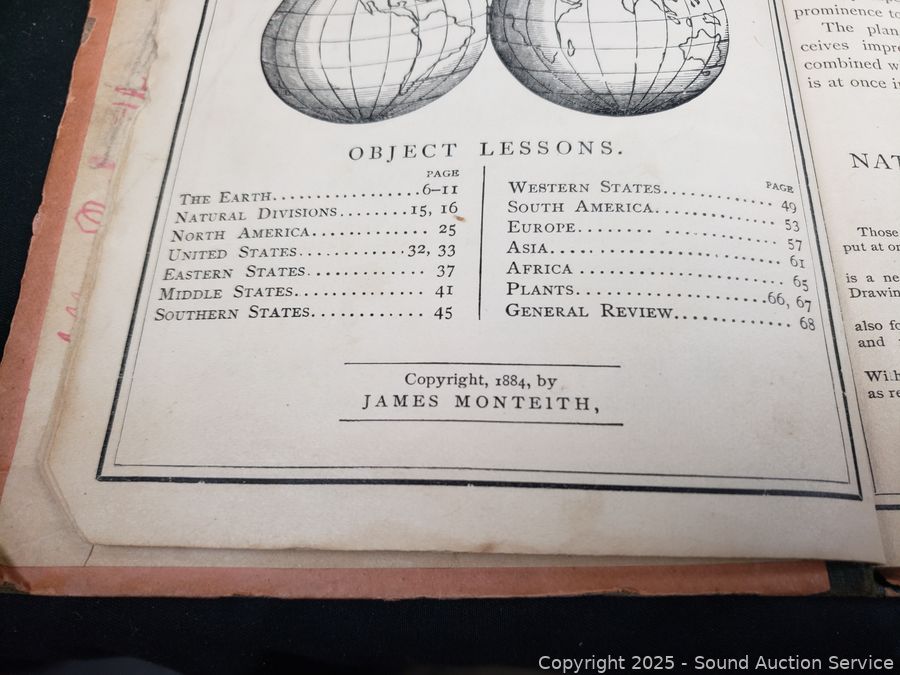 OBJECT LESSONS.
PAGE
THE EARTH..................6–11
NATURAL DIVISIONS........15, 16
NORTH AMERICA.............. 25
UNITED STATES............32, 33
EASTERN STATES............. 37
MIDDLE STATES............... 41
SOUTHERN STATES............ 45
PAGE
WESTERN STATES............ 49
SOUTH AMERICA............. 53
EUROPE........ .............. 57
ASIA......................... 61
AFRICA ...................... 65
PLANTS....................66, 67
GENERAL REVIEW............ 68
Copyright, 1884, by
JAMES MONTEITH,
prominence to
The plan
ceives impre
combined w
is at once i
NAT
Those
put at or
is a ne
Drawin
also fo
and
With
as re
Copyright 2025 - Sound Auction Service